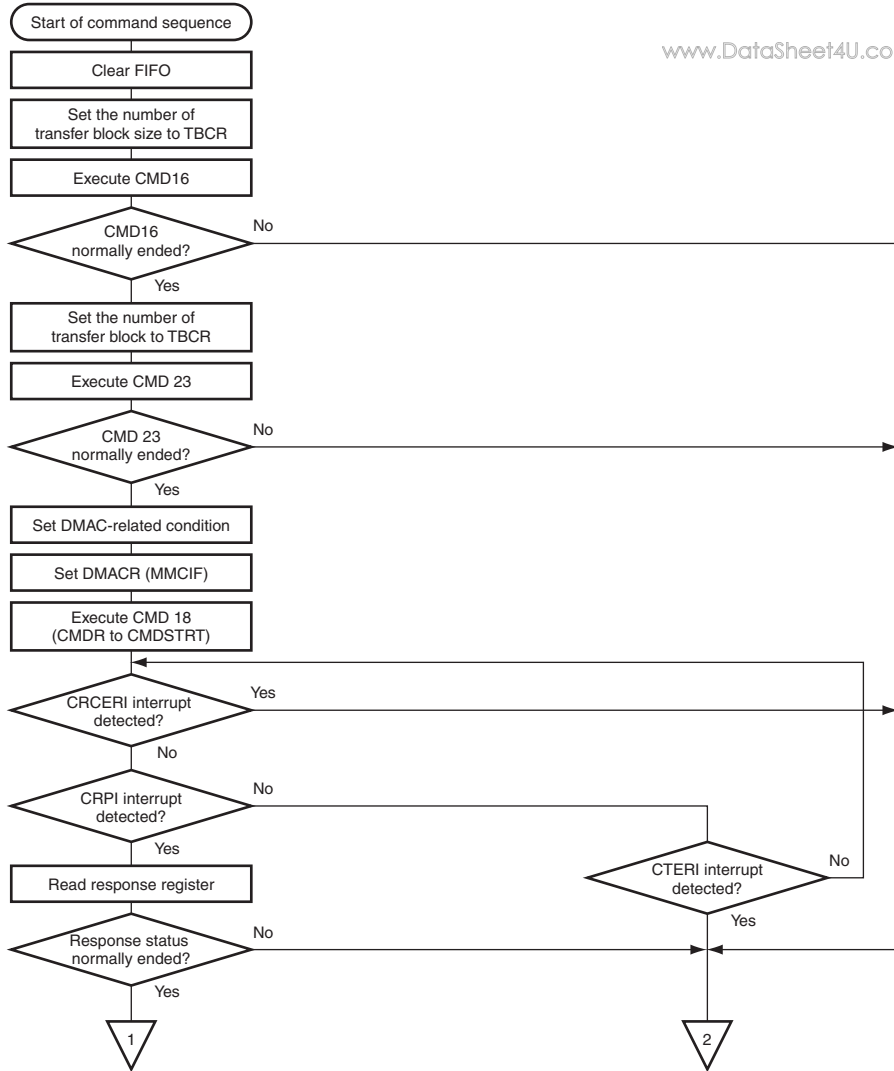 Start of command sequence
www.DataSheet4U.co
Clear FIFO
Set the number of
transfer block size to TBCR
Execute CMD16
CMD16
normally ended?
No
Yes
Set the number of
transfer block to TBCR
Execute CMD 23
CMD 23
normally ended?
No
Yes
Set DMAC-related condition
Set DMACR (MMCIF)
Execute CMD 18
(CMDR to CMDSTRT)
CRCERI interrupt
detected?
Yes
No
CRPI interrupt
detected?
No
Yes
CTERI interrupt
detected?
No
Yes
Read response register
Response status
normally ended?
No
Yes
1
2